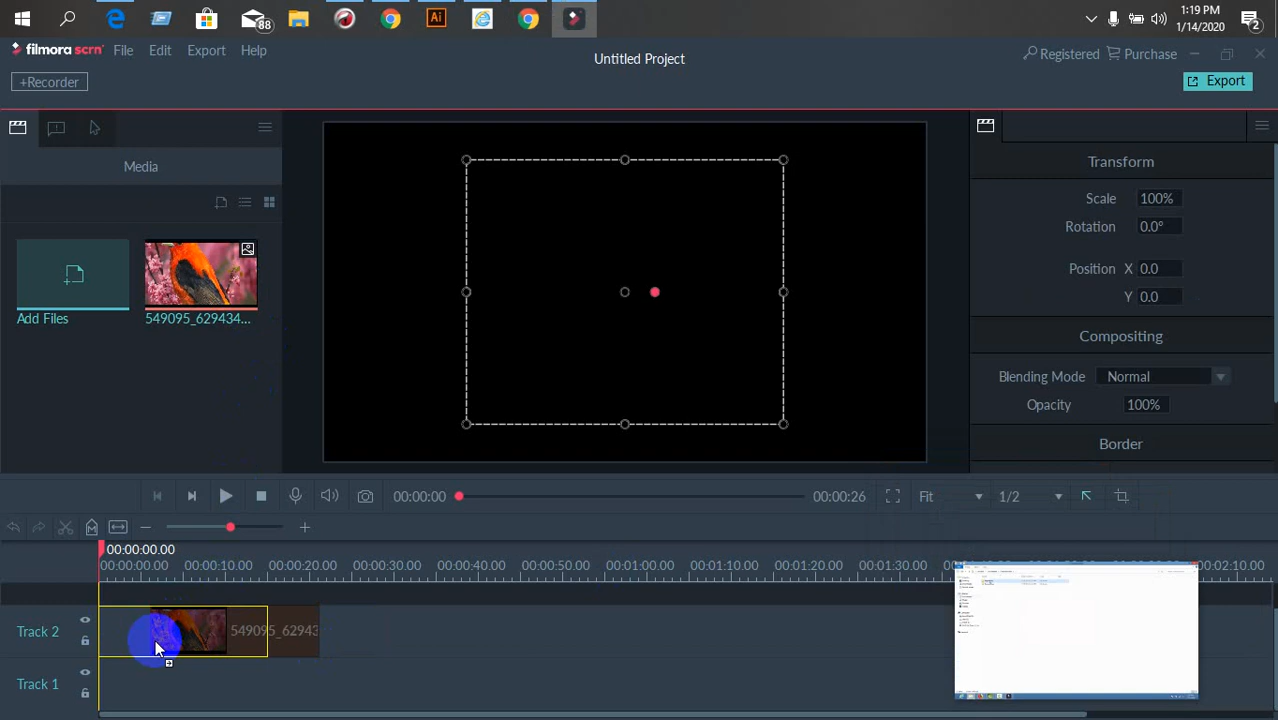 88
1:19 PM
1/14/2020
2
filmora scrn File Edit Export Help
Untitled Project
Registered Purchase
+Recorder
Export
Media
Add Files
549095_629434...
Transform
Scale 100%
Rotation 0.0°
Position X 0.0
Y 0.0
Compositing
Blending Mode Normal
Opacity 100%
Border
00:00:00
00:00:26
Fit
1/2
00:00:00.00
00:00:00.00 00:00:10.00 00:00:20.00 00:00:30.00 00:00:40.00 00:00:50.00 00:01:00.00 00:01:10.00 00:01:20.00 00:01:30.00 00:02:10.00
Track 2
Track 1